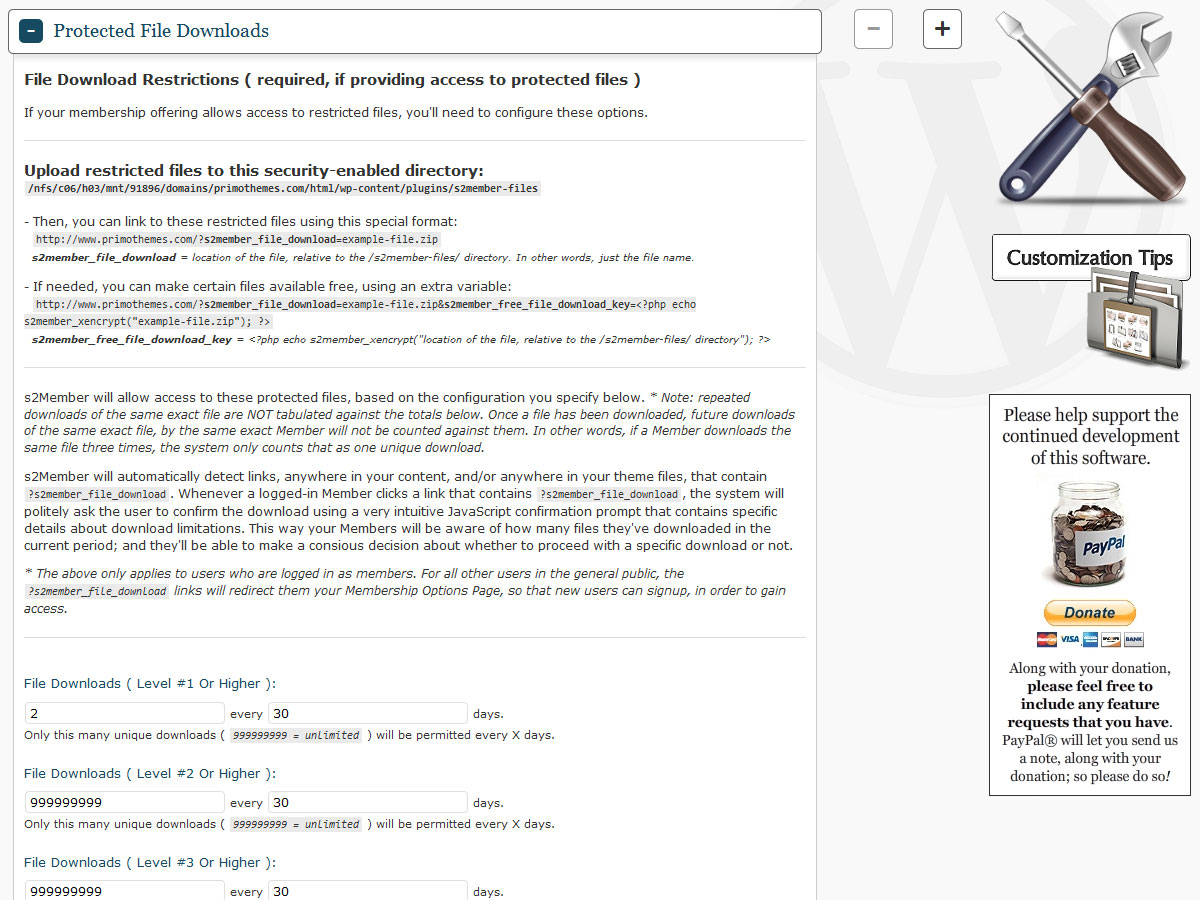 Protected File Downloads
File Download Restrictions ( required, if providing access to protected files )
If your membership offering allows access to restricted files, you'll need to configure these options.
Upload restricted files to this security-enabled directory:
/nfs/c06/h03/mnt/91896/domains/primothemes.com/html/wp-content/plugins/s2member-files
- Then, you can link to these restricted files using this special format:
http://www.primothemes.com/?s2member_file_download=example-file.zip
s2member_file_download = location of the file, relative to the /s2member-files/ directory. In other words, just the file name.
- If needed, you can make certain files available free, using an extra variable:
http://www.primothemes.com/?s2member_file_download=example-file.zip&s2member_free_file_download_key=<?php echo
s2member_xencrypt("example-file.zip"); ?>
s2member_free_file_download_key = <?php echo s2member_xencrypt("location of the file, relative to the /s2member-files/ directory"); ?>
s2Member will allow access to these protected files, based on the configuration you specify below. * Note: repeated
downloads of the same exact file are NOT tabulated against the totals below. Once a file has been downloaded, future downloads
of the same exact file, by the same exact Member will not be counted against them. In other words, if a Member downloads the
same file three times, the system only counts that as one unique download.
s2Member will automatically detect links, anywhere in your content, and/or anywhere in your theme files, that contain
?s2member_file_download. Whenever a logged-in Member clicks a link that contains ?s2member_file_download, the system will
politely ask the user to confirm the download using a very intuitive JavaScript confirmation prompt that contains specific
details about download limitations. This way your Members will be aware of how many files they've downloaded in the
current period; and they'll be able to make a consious decision about whether to proceed with a specific download or not.
* The above only applies to users who are logged in as members. For all other users in the general public, the
?s2member_file_download links will redirect them your Membership Options Page, so that new users can signup, in order to gain
access.
File Downloads ( Level #1 Or Higher ):
2 every 30 days.
Only this many unique downloads ( 999999999 = unlimited ) will be permitted every X days.
File Downloads ( Level #2 Or Higher ):
999999999 every 30 days.
Only this many unique downloads ( 999999999 = unlimited ) will be permitted every X days.
File Downloads ( Level #3 Or Higher ):
999999999 every 30 days.
Customization Tips
Please help support the
continued development
of this software.
PayPal
Donate
VISA
BANK
Along with your donation,
please feel free to
include any feature
requests that you have.
PayPal® will let you send us
a note, along with your
donation; so please do so!